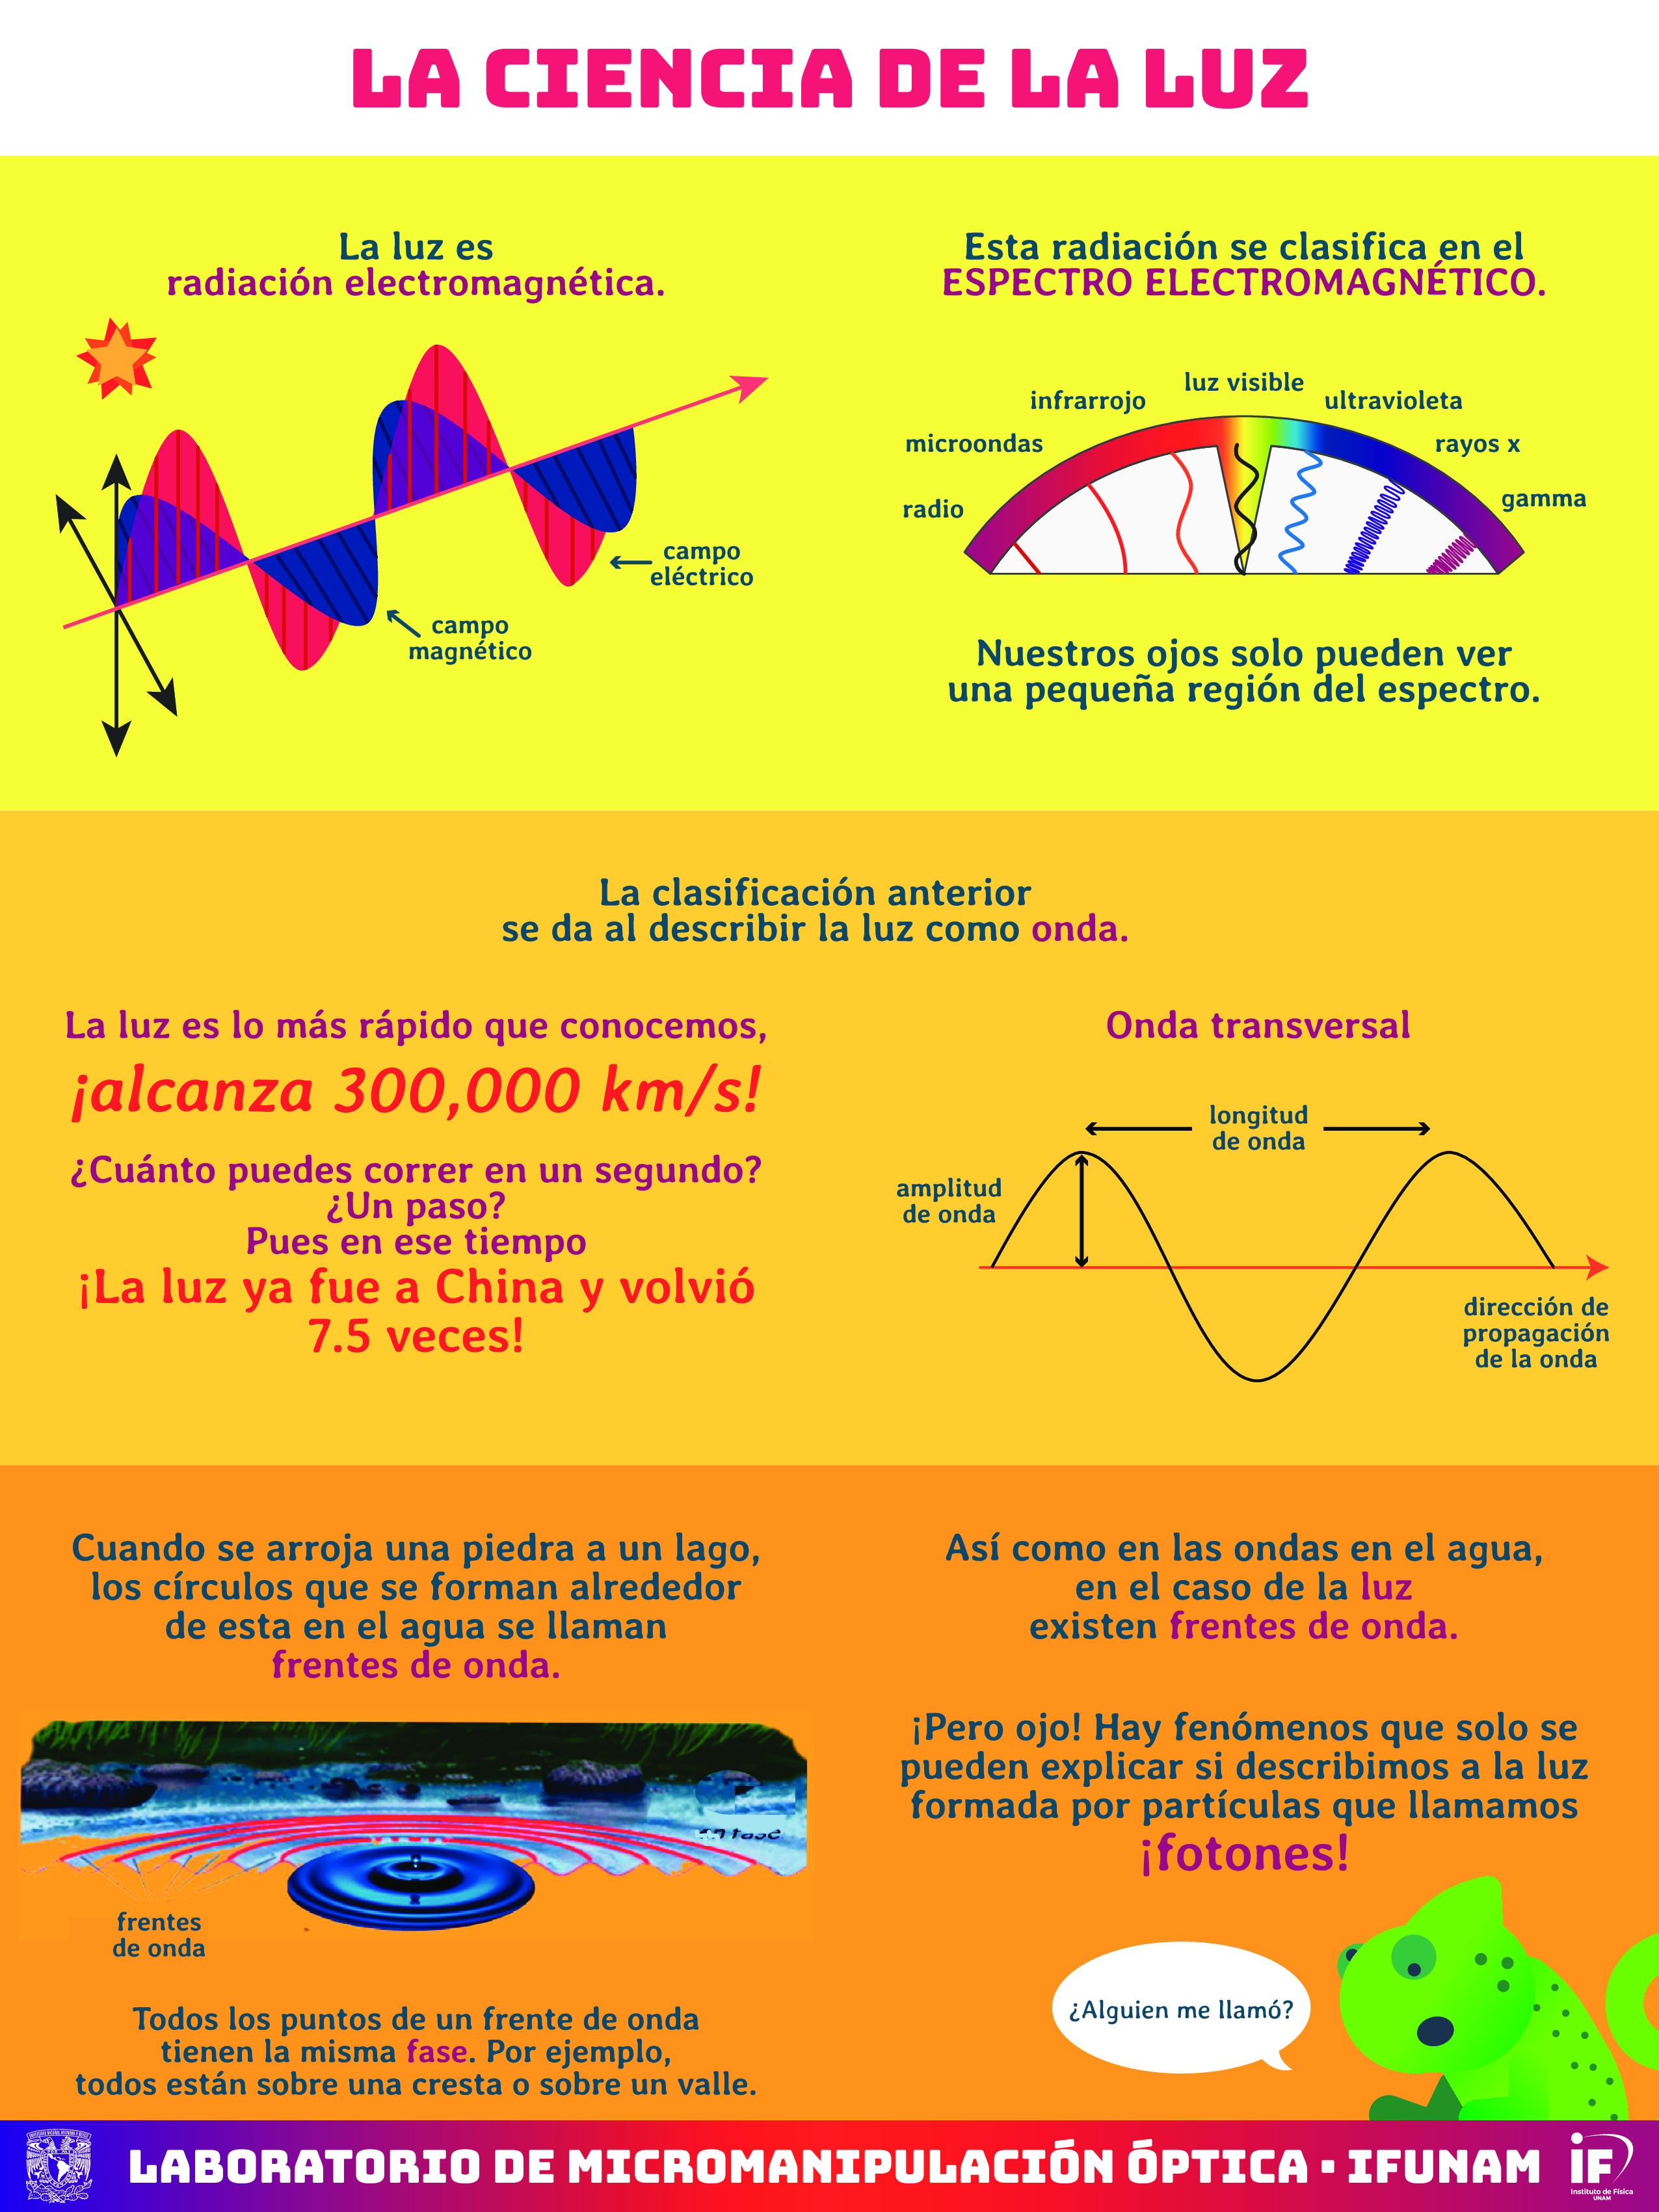 LA CIENCIA DE LA LUZ
La luz es
radiación electromagnética.
campo
eléctrico
campo
magnético
Esta radiación se clasifica en el
ESPECTRO ELECTROMAGNÉTICO.
luz visible
infrarrojo
ultravioleta
microondas
rayos x
radio
gamma
Nuestros ojos solo pueden ver
una pequeña región del espectro.
La clasificación anterior
se da al describir la luz como onda.
La luz es lo más rápido que conocemos,
¡alcanza 300,000 km/s!
¿Cuánto puedes correr en un segundo?
¿Un paso?
Pues en ese tiempo
¡La luz ya fue a China y volvió
7.5 veces!
Onda transversal
longitud
de onda
amplitud
de onda
dirección de
propagación
de la onda
Cuando se arroja una piedra a un lago,
los círculos que se forman alrededor
de esta en el agua se llaman
frentes de onda.
frentes
de onda
Todos los puntos de un frente de onda
tienen la misma fase. Por ejemplo,
todos están sobre una cresta o sobre un valle.
Así como en las ondas en el agua,
en el caso de la luz
existen frentes de onda.
¡Pero ojo! Hay fenómenos que solo se
pueden explicar si describimos a la luz
formada por partículas que llamamos
¡fotones!
¿Alguien me llamó?
LABORATORIO DE MICROMANIPULACIÓN ÓPTICA · IFUNAM
iF
Instituto de Física
UNAM